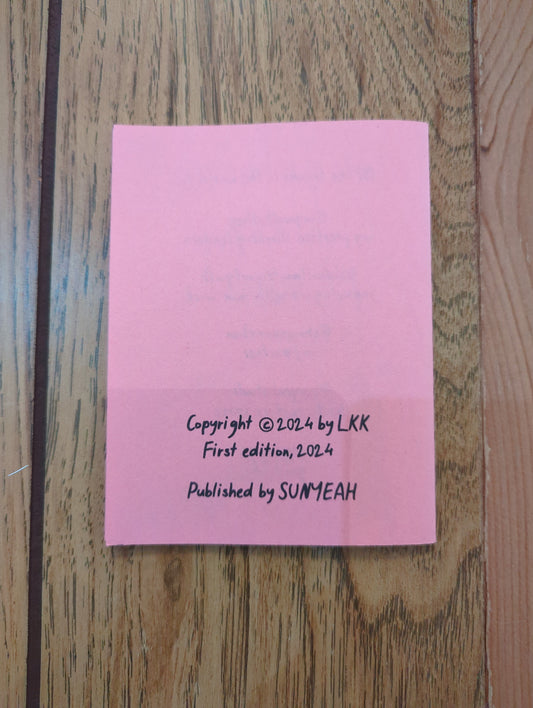 Copyright © 2024 by LKK
First edition, 2024
Published by SUNYEAH